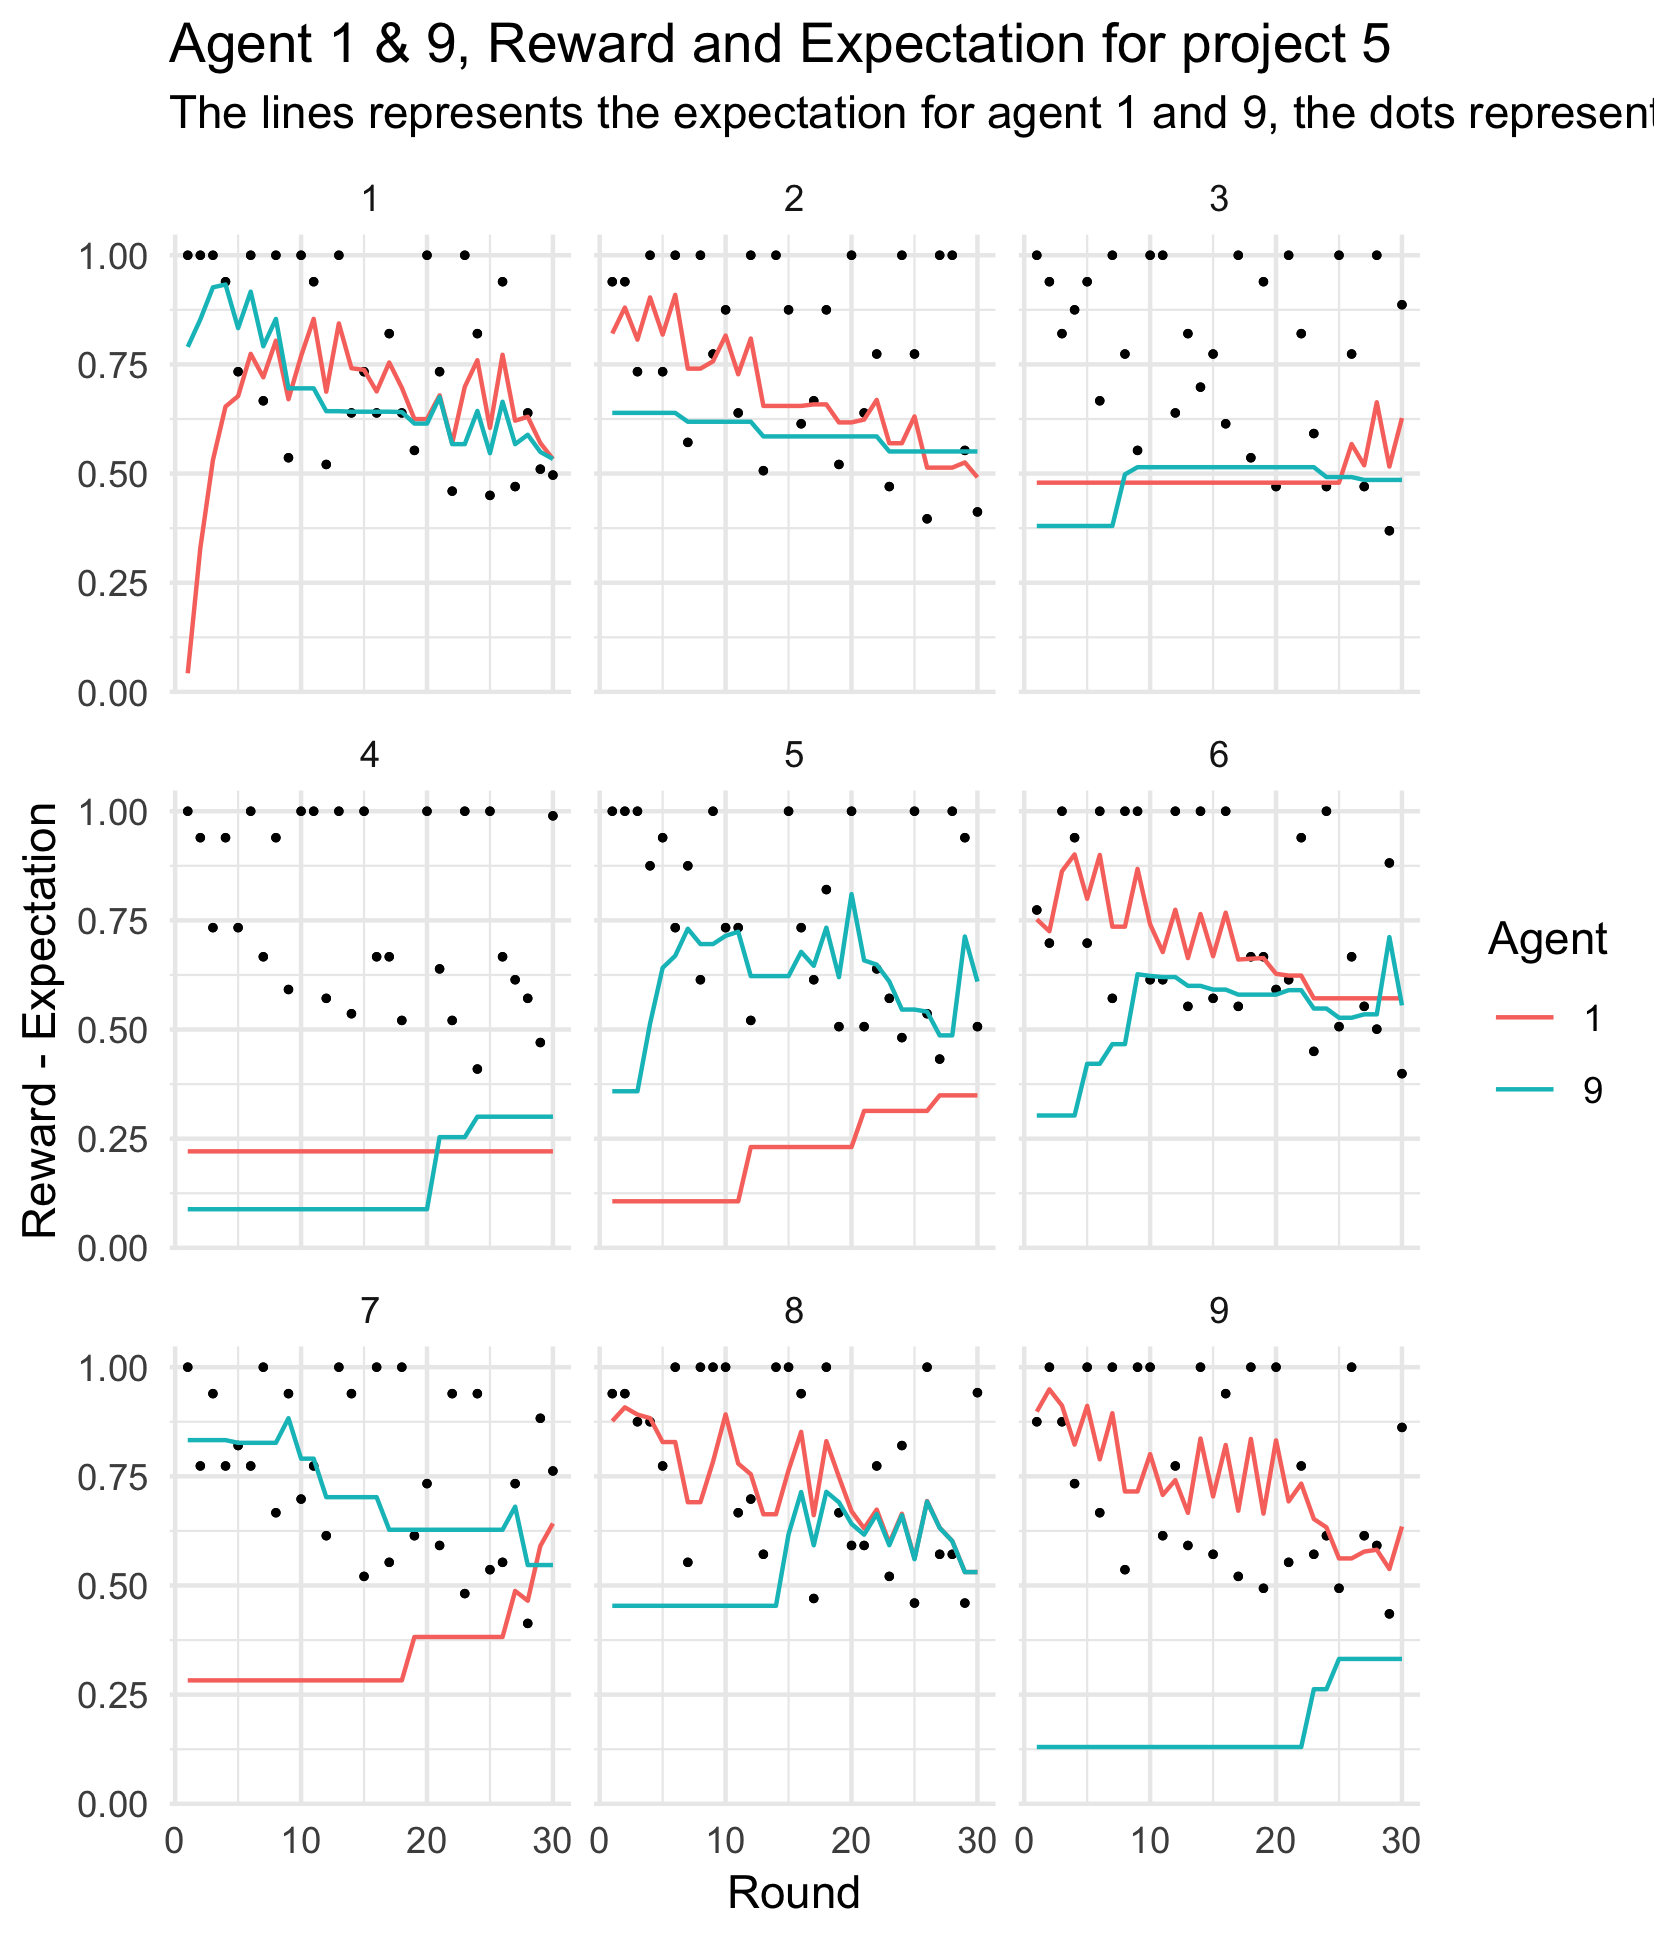 Agent 1 & 9, Reward and Expectation for project 5
The lines represents the expectation for agent 1 and 9, the dots represent
1 2 3
1.00
0.75
0.50
0.25
0.00
4 5 6
1.00
0.75
0.50
0.25
0.00
7 8 9
1.00
0.75
0.50
0.25
0.00
0 10 20 30 0 10 20 30 0 10 20 30
Round
Reward - Expectation
Agent
1
9